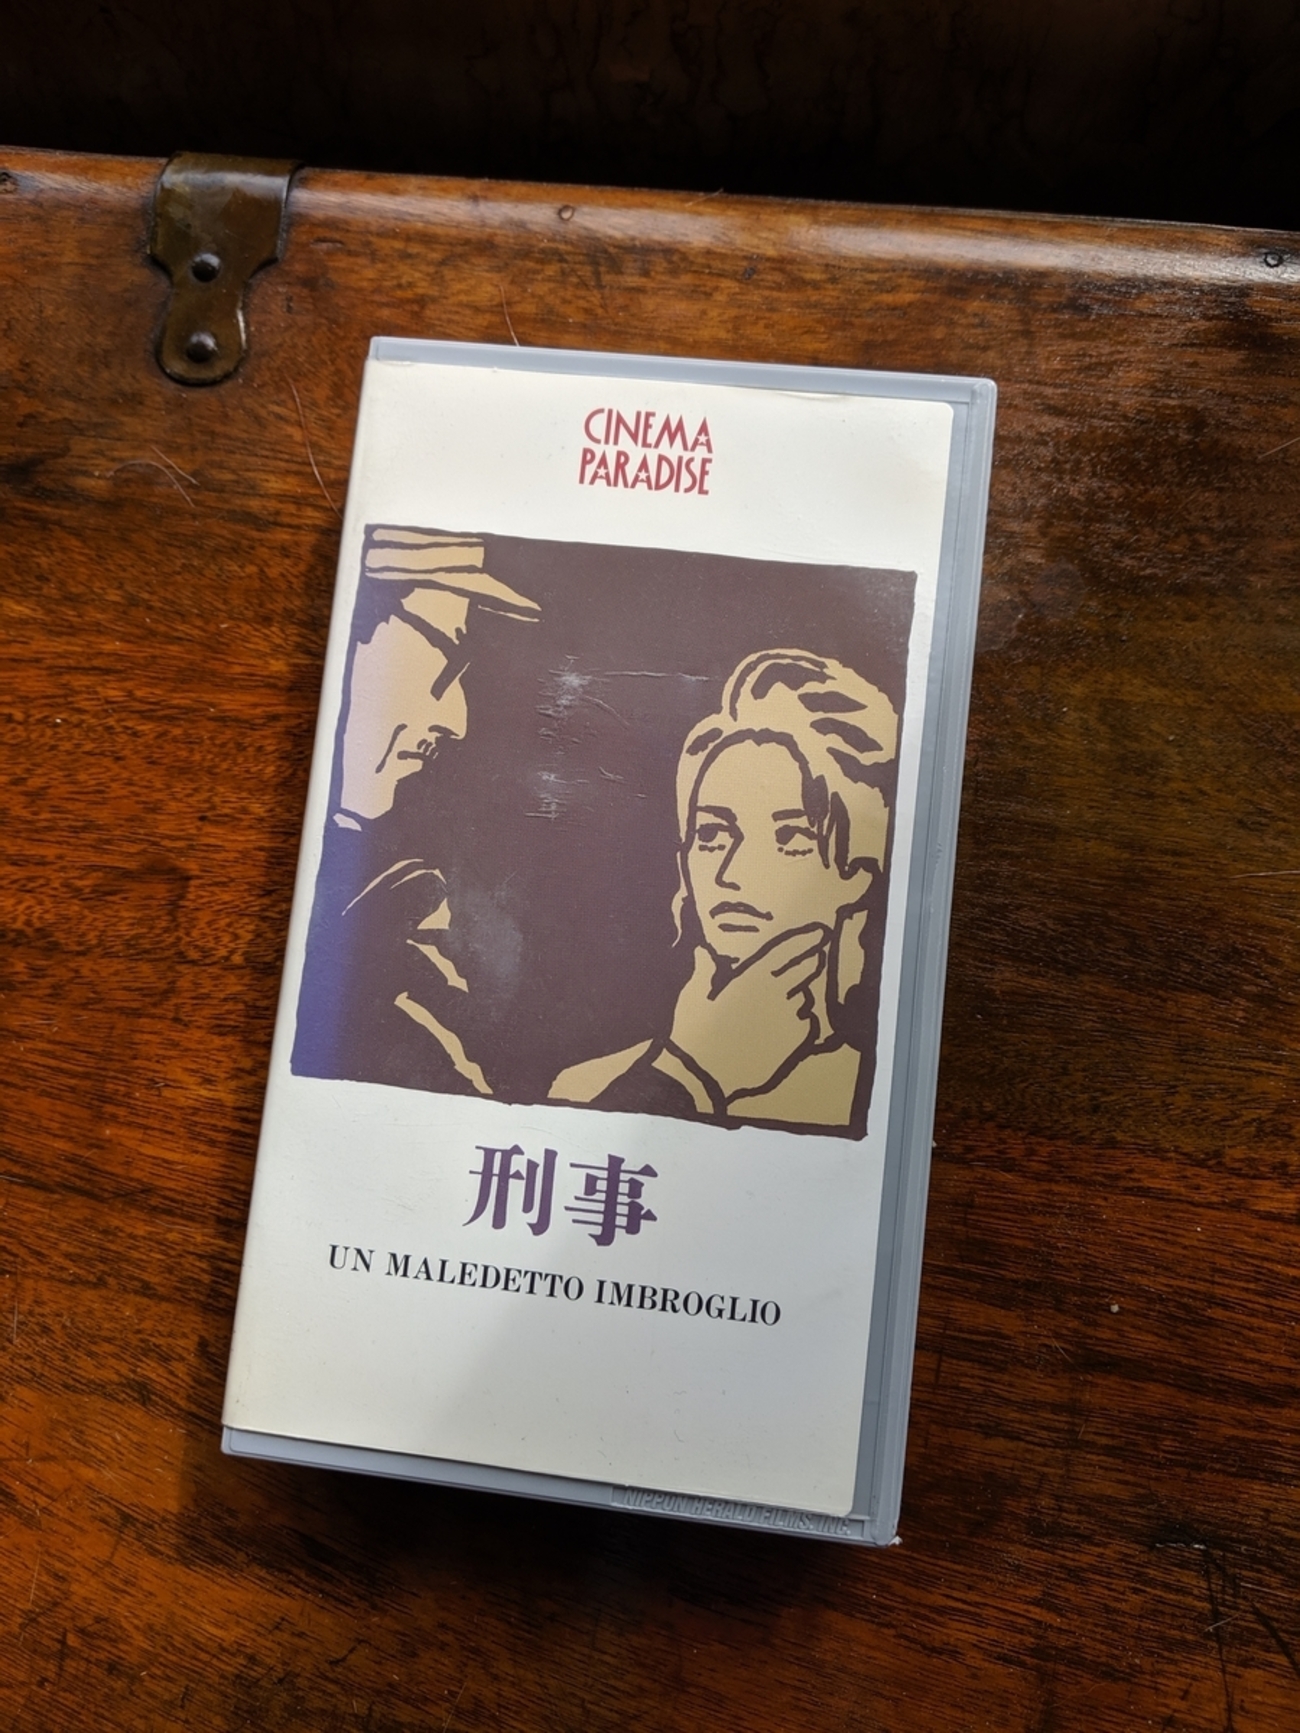 CINEMA
PARADISE
刑事
UN MALEDETTO IMBROGLIO
NIPPON HERALD FILMS, INC.